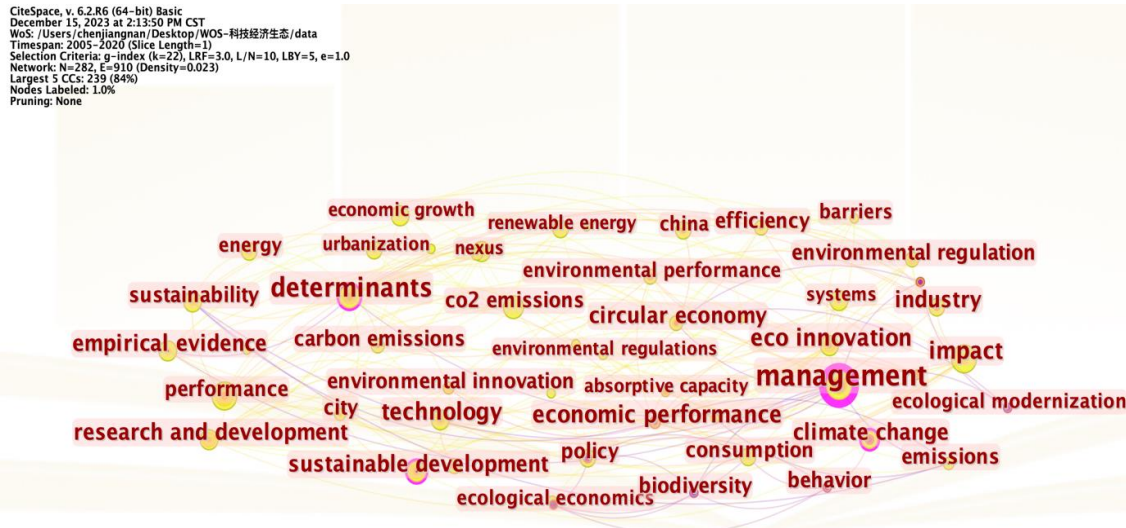 CiteSpace, v. 6.2.R6 (64-bit) Basic
December 15, 2023 at 2:13:50 PM CST
WoS: /Users/chenjiangnan/Desktop/WOS-科技经济生态/data
Timespan: 2005-2020 (Slice Length=1)
Selection Criteria: g-index (k=22), LRF=3.0, L/N=10, LBY=5, e=1.0
Network: N=282, E=910 (Density=0.023)
Largest 5 CCs: 239 (84%)
Nodes Labeled: 1.0%
Pruning: None
economic growth
renewable energy
china
efficiency
barriers
energy
urbanization
nexus
environmental regulation
environmental performance
sustainability
determinants
co2 emissions
systems
industry
circular economy
empirical evidence
carbon emissions
environmental regulations
eco innovation
impact
performance
environmental innovation
absorptive capacity
management
city
technology
economic performance
ecological modernization
research and development
climate change
sustainable development
policy
consumption
emissions
ecological economics
biodiversity
behavior